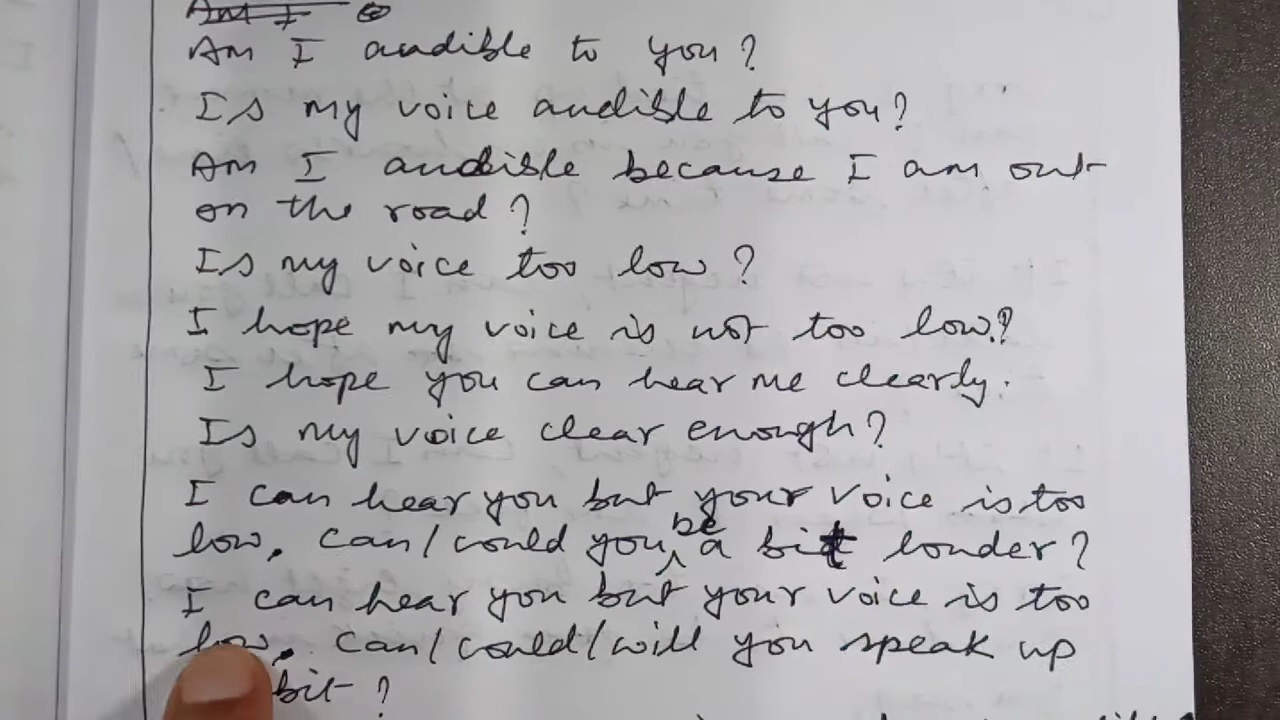 Am I
Am I audible to you?
Is my voice audible to you?
Am I audible because I am out
on the road?
Is my voice too low?
I hope my voice is not too low?
I hope you can hear me clearly.
Is my voice clear enough?
I can hear you but your voice is too
low. Can/could you be a bit louder?
I can hear you but your voice is too
low. Can/could/will you speak up
bit?